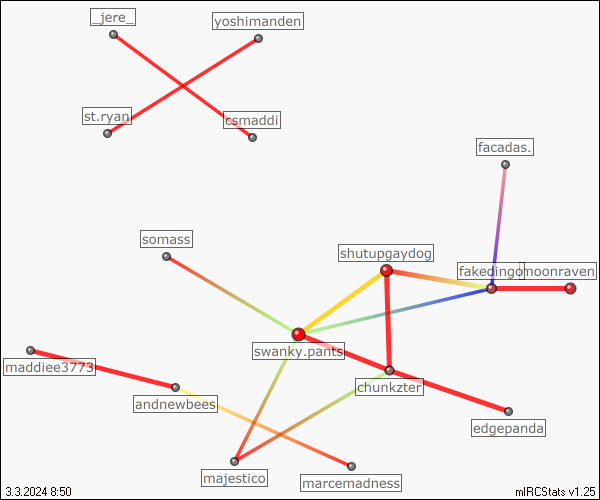 _jere_
yoshimanden
st.ryan
csmaddi
facadas.
somass
shutupgaydog
fakedingo
moonraven
swanky.pants
maddiee3773
chunkzter
andnewbees
edgepanda
majestico
marcemadness
3.3.2024 8:50
mIRCStats v1.25